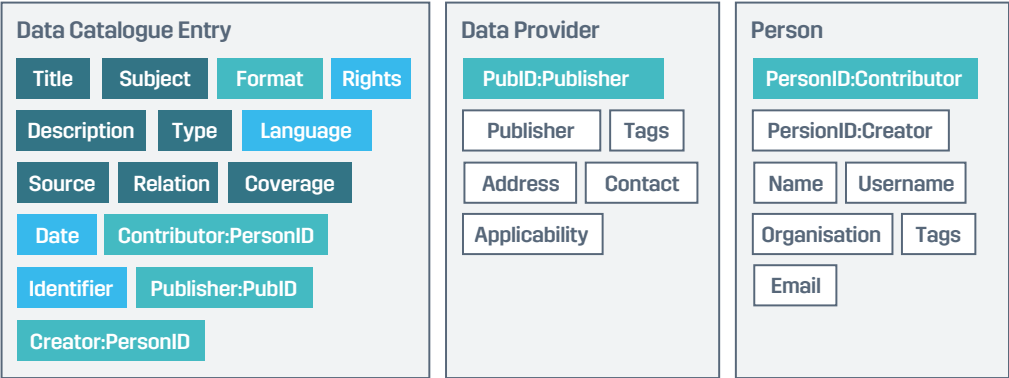 Data Catalogue Entry
Title Subject Format Rights
Description Type Language
Source Relation Coverage
Date Contributor:PersonID
Identifier Publisher:PubID
Creator:PersonID
Data Provider
PubID:Publisher
Publisher Tags
Address Contact
Applicability
Person
PersonID:Contributor
PersionID:Creator
Name Username
Organisation Tags
Email